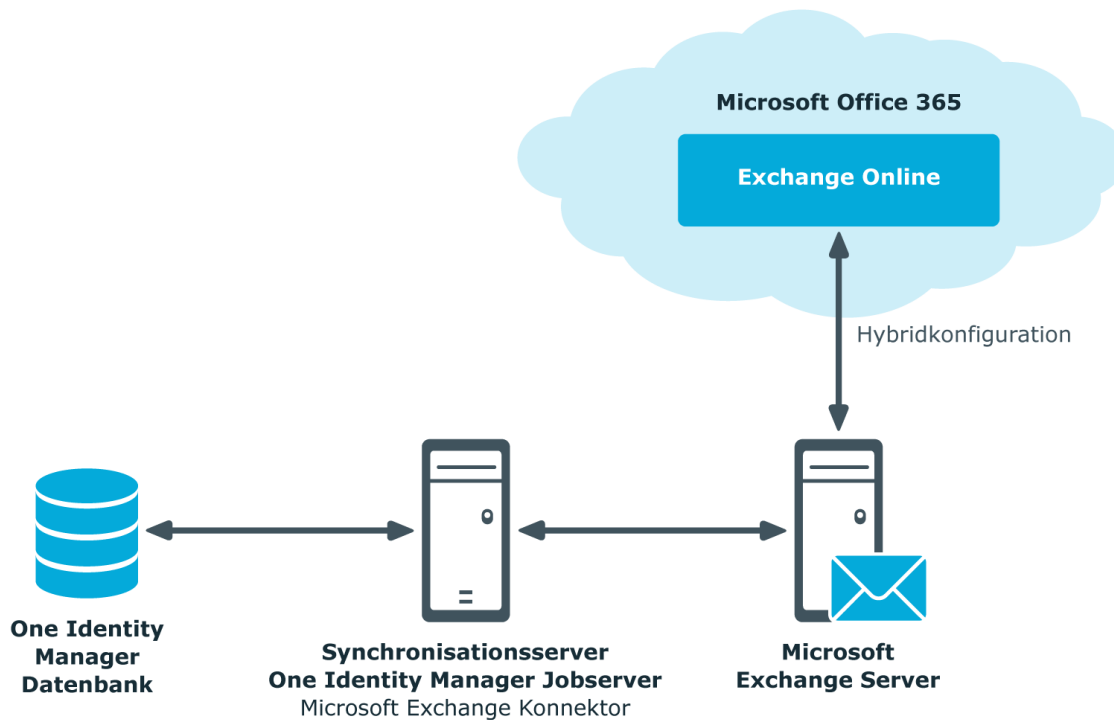 Microsoft Office 365
Exchange Online
Hybridkonfiguration
One Identity
Manager
Datenbank
Synchronisationsserver
One Identity Manager Jobserver
Microsoft Exchange Konnektor
Microsoft
Exchange Server